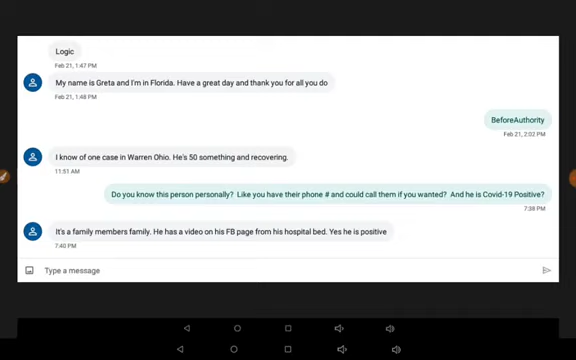 Logic
Feb 21, 1:47 PM
My name is Greta and I'm in Florida. Have a great day and thank you for all you do
Feb 21, 1:48 PM
BeforeAuthority
Feb 21, 2:02 PM
I know of one case in Warren Ohio. He's 50 something and recovering.
11:51 AM
Do you know this person personally? Like you have their phone # and could call them if you wanted? And he is Covid-19 Positive?
7:38 PM
It's a family members family. He has a video on his FB page from his hospital bed. Yes he is positive
7:40 PM
Type a message